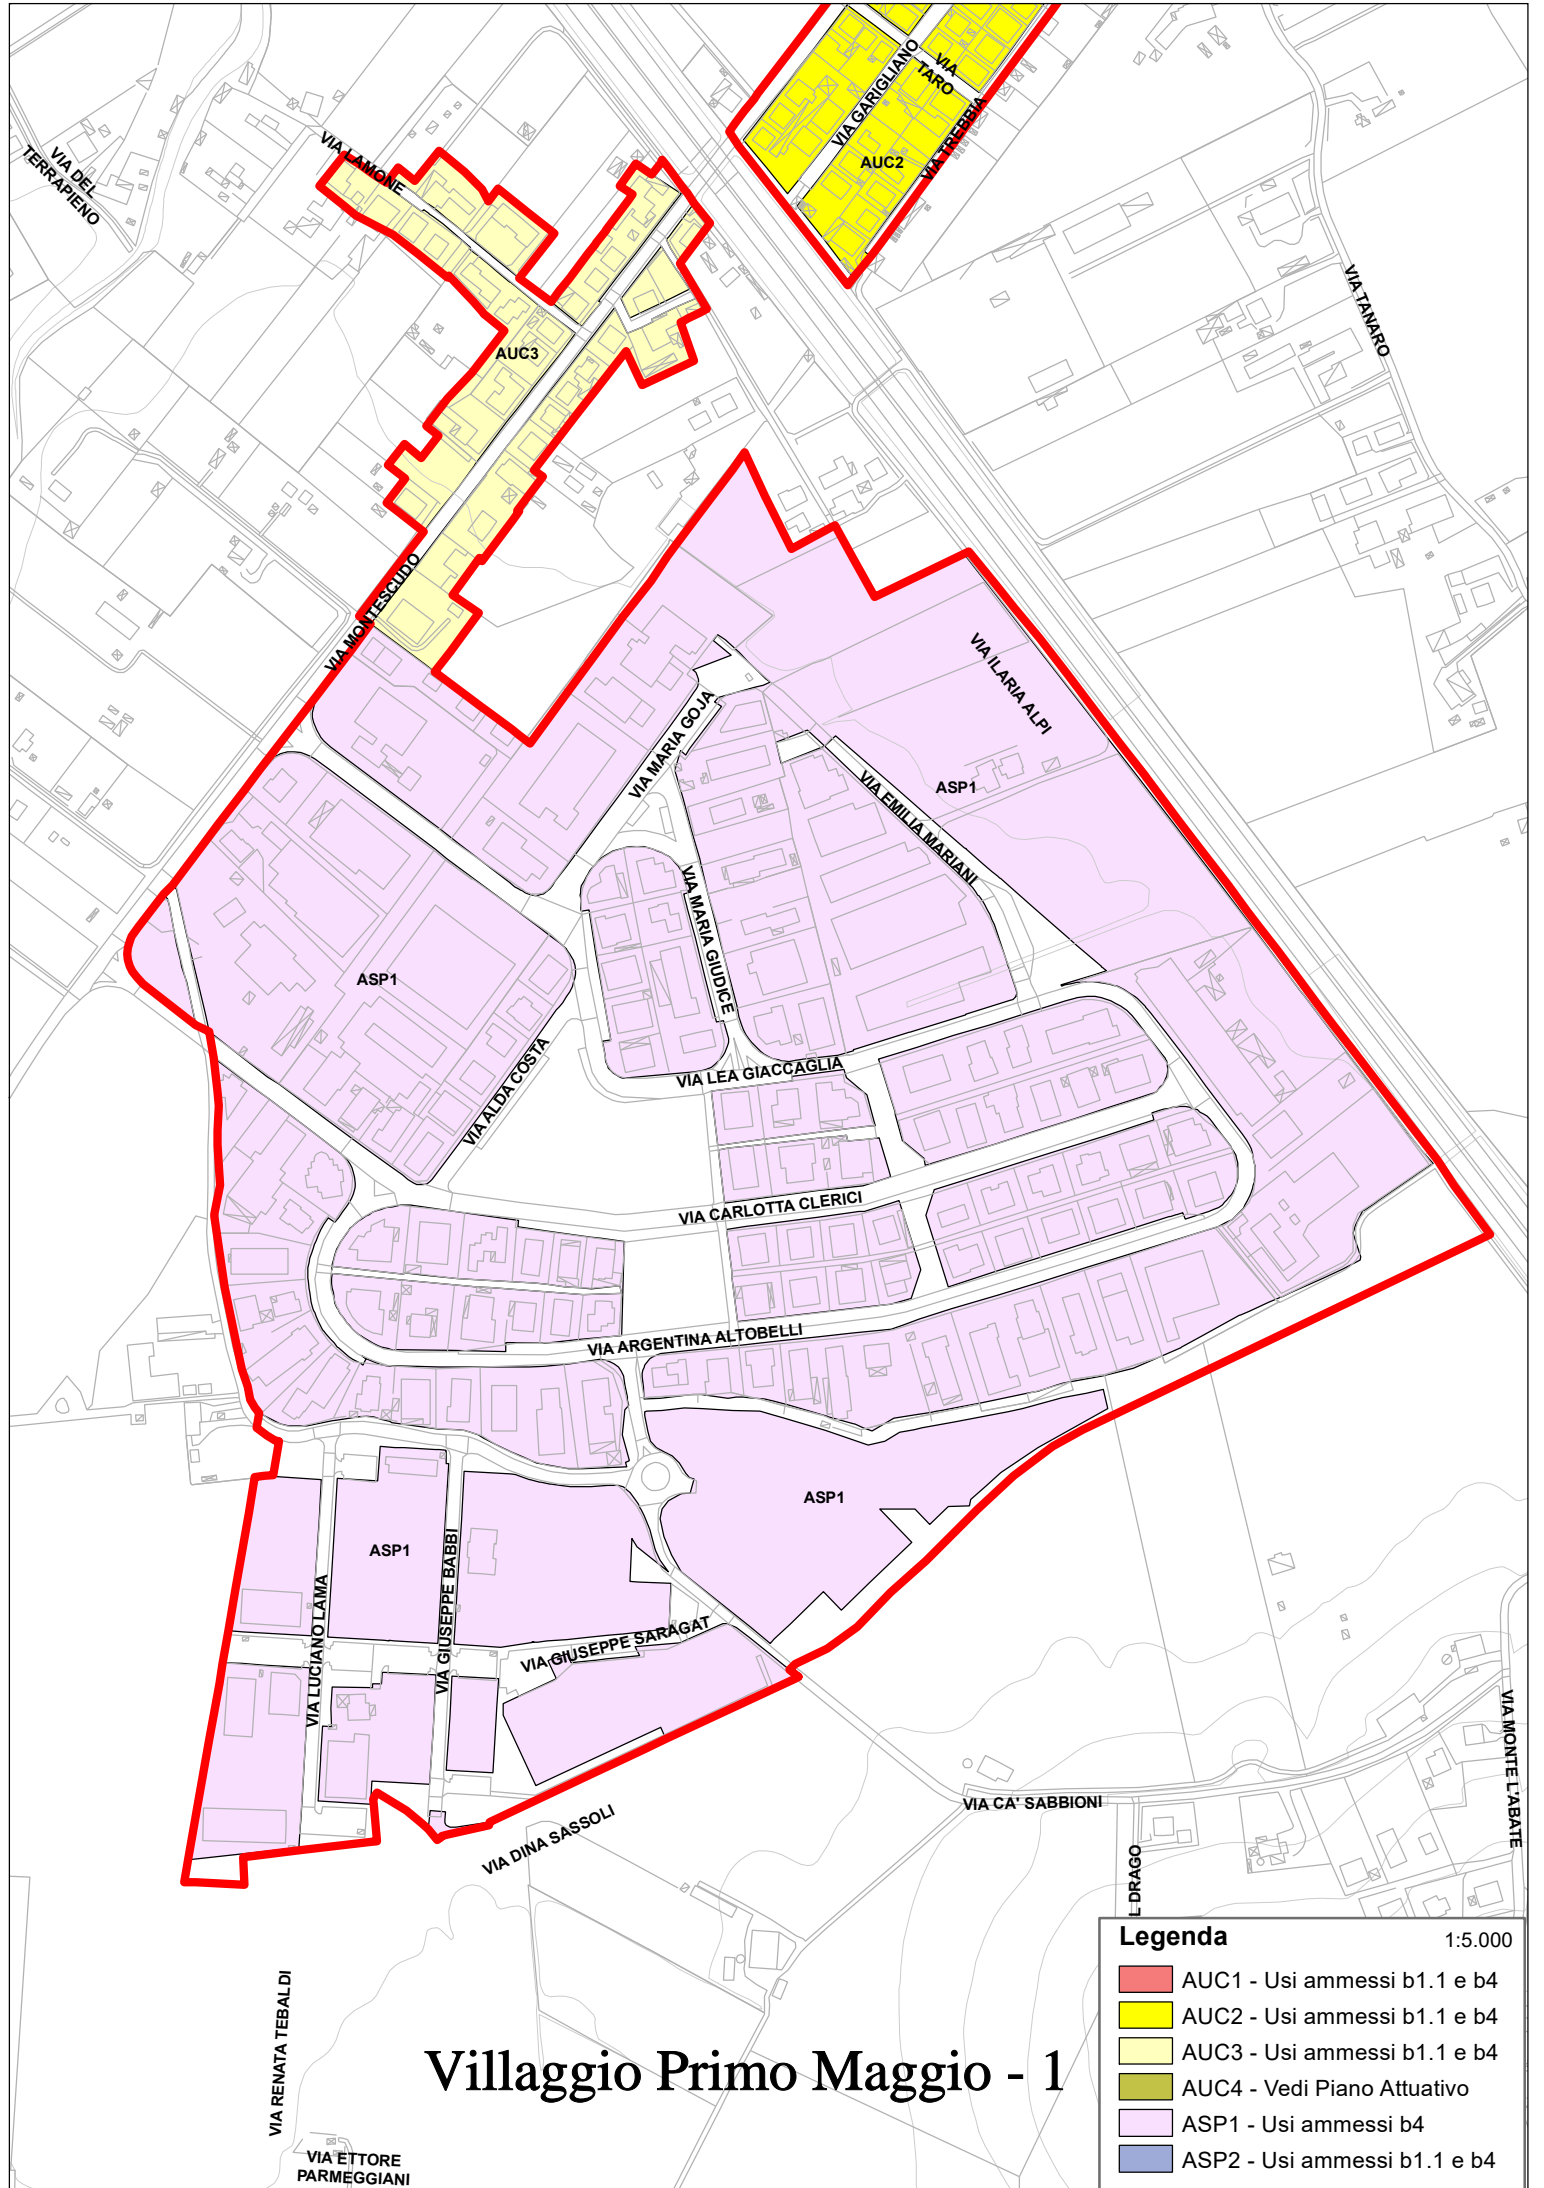 VIA GARIGLIANO
VIA
TARO
VIA TREBBIA
AUC2
VIA LAMONE
VIA DEL
TERRAPIENO
VIA TANARO
AUC3
VIA MONTESCUDO
VIA ILARIA ALPI
VIA MARIA GOJA
ASP1
VIA EMILIA MARIANI
VIA MARIA GIUDICE
ASP1
VIA ALDA COSTA
VIA LEA GIACCAGLIA
VIA CARLOTTA CLERICI
VIA ARGENTINA ALTOBELLI
ASP1
ASP1
VIA GIUSEPPE BABBI
VIA LUCIANO LAMA
VIA GIUSEPPE SARAGAT
VIA MONTE L'ABATE
VIA CA' SABBIONI
VIA DINA SASSOLI
L DRAGO
VIA RENATA TEBALDI
VIA ETTORE
PARMEGGIANI
Villaggio Primo Maggio - 1
Legenda
1:5.000
AUC1 - Usi ammessi b1.1 e b4
AUC2 - Usi ammessi b1.1 e b4
AUC3 - Usi ammessi b1.1 e b4
AUC4 - Vedi Piano Attuativo
ASP1 - Usi ammessi b4
ASP2 - Usi ammessi b1.1 e b4